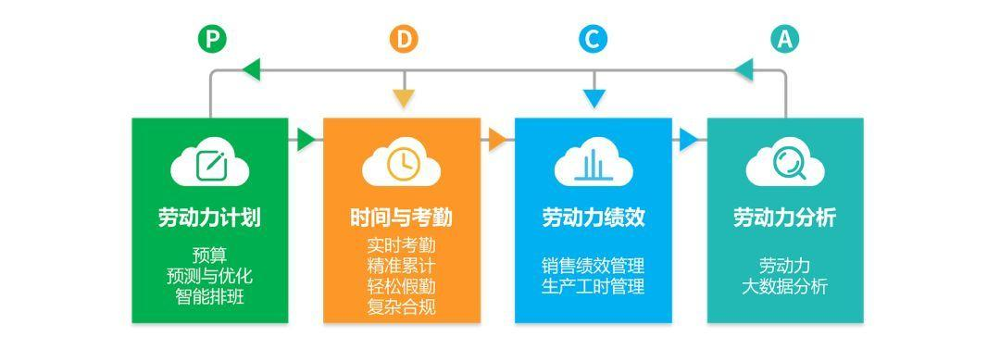 P
D
C
A
劳动力计划
预算
预测与优化
智能排班
时间与考勤
实时考勤
精准累计
轻松假勤
复杂合规
劳动力绩效
销售绩效管理
生产工时管理
劳动力分析
劳动力
大数据分析